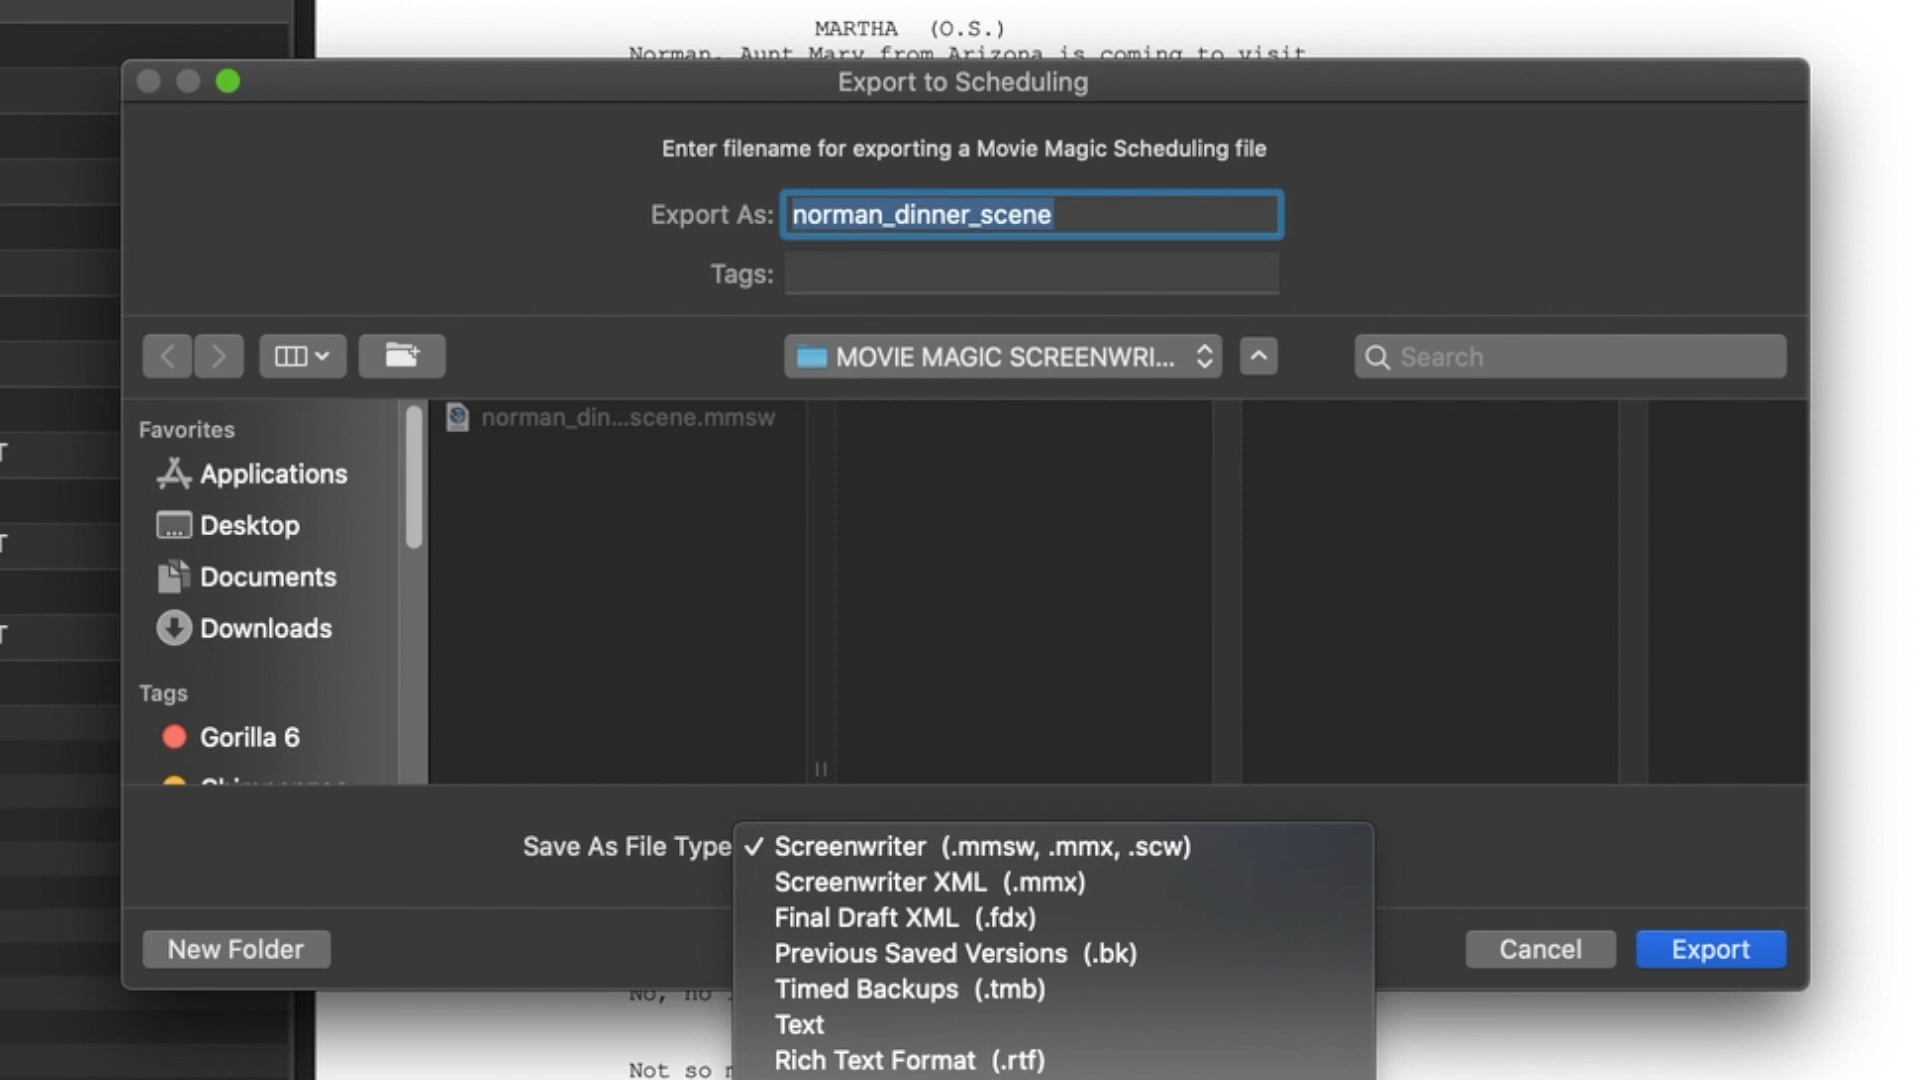 MARTHA (O.S.)
Norman, Aunt Mary from Arizona is coming to visit
Export to Scheduling
Enter filename for exporting a Movie Magic Scheduling file
Export As: norman_dinner_scene
Tags:
MOVIE MAGIC SCREENWRI...
Search
Favorites
norman_din...scene.mmsw
Applications
Desktop
Documents
Downloads
Tags
Gorilla 6
Save As File Type
✓ Screenwriter (.mmsw, .mmx, .scw)
Screenwriter XML (.mmx)
Final Draft XML (.fdx)
Previous Saved Versions (.bk)
Timed Backups (.tmb)
Text
Rich Text Format (.rtf)
New Folder
Cancel
Export
No, no
Not so